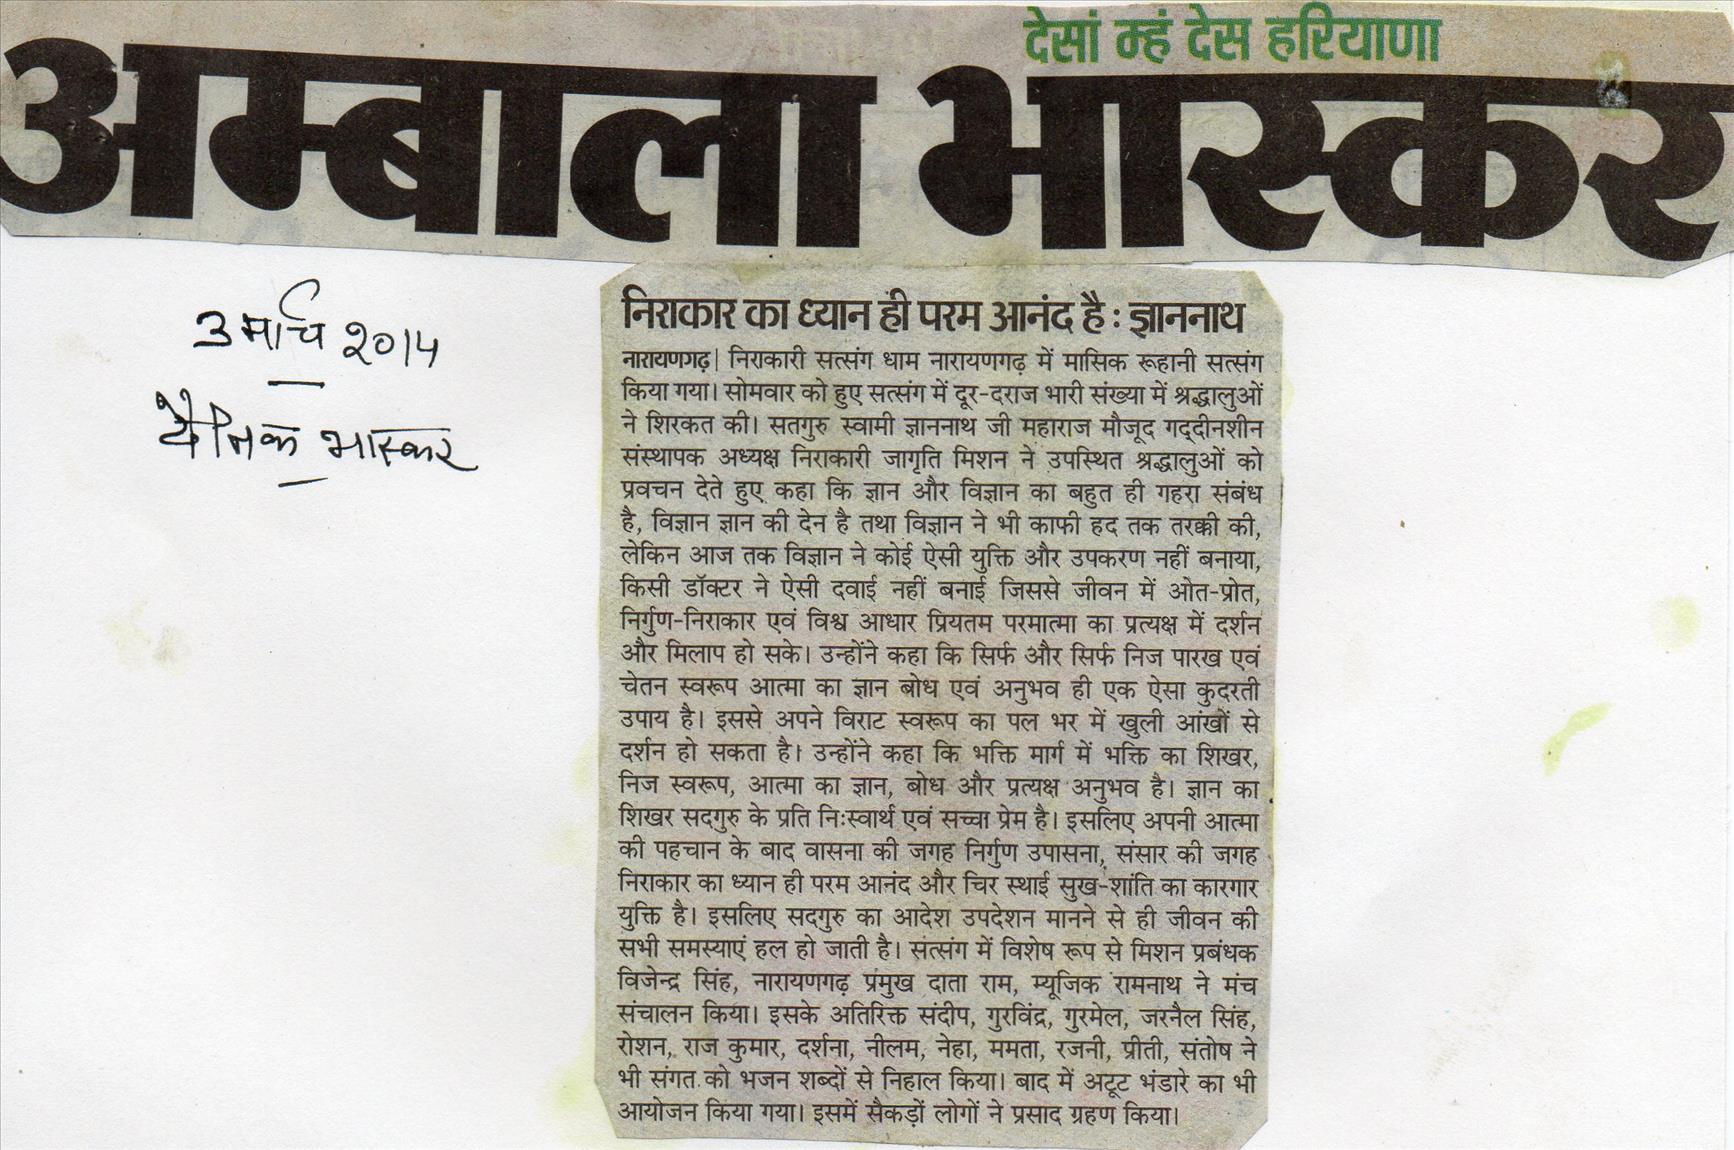 देसां म्हं देस हरियाणा
अम्बाला भास्कर
3 मार्च २०14
दैनिक भास्कर
निराकार का ध्यान ही परम आनंद है : ज्ञाननाथ
नारायणगढ़| निराकारी सत्संग धाम नारायणगढ़ में मासिक रूहानी सत्संग
किया गया। सोमवार को हुए सत्संग में दूर-दराज भारी संख्या में श्रद्धालुओं
ने शिरकत की। सतगुरु स्वामी ज्ञाननाथ जी महाराज मौजूद गद्दीनशीन
संस्थापक अध्यक्ष निराकारी जागृति मिशन ने उपस्थित श्रद्धालुओं को
प्रवचन देते हुए कहा कि ज्ञान और विज्ञान का बहुत ही गहरा संबंध
है, विज्ञान ज्ञान की देन है तथा विज्ञान ने भी काफी हद तक तरक्की की,
लेकिन आज तक विज्ञान ने कोई ऐसी युक्ति और उपकरण नहीं बनाया,
किसी डॉक्टर ने ऐसी दवाई नहीं बनाई जिससे जीवन में ओत-प्रोत,
निर्गुण-निराकार एवं विश्व आधार प्रियतम परमात्मा का प्रत्यक्ष में दर्शन
और मिलाप हो सके। उन्होंने कहा कि सिर्फ और सिर्फ निज पारख एवं
चेतन स्वरूप आत्मा का ज्ञान बोध एवं अनुभव ही एक ऐसा कुदरती
उपाय है। इससे अपने विराट स्वरूप का पल भर में खुली आंखों से
दर्शन हो सकता है। उन्होंने कहा कि भक्ति मार्ग में भक्ति का शिखर,
निज स्वरूप, आत्मा का ज्ञान, बोध और प्रत्यक्ष अनुभव है। ज्ञान का
शिखर सदगुरु के प्रति निःस्वार्थ एवं सच्चा प्रेम है। इसलिए अपनी आत्मा
की पहचान के बाद वासना की जगह निर्गुण उपासना, संसार की जगह
निराकार का ध्यान ही परम आनंद और चिर स्थाई सुख-शांति का कारगार
युक्ति है। इसलिए सदगुरु का आदेश उपदेशन मानने से ही जीवन की
सभी समस्याएं हल हो जाती है। सत्संग में विशेष रूप से मिशन प्रबंधक
विजेन्द्र सिंह, नारायणगढ़ प्रमुख दाता राम, म्यूजिक रामनाथ ने मंच
संचालन किया। इसके अतिरिक्त संदीप, गुरविंद्र, गुरमेल, जरनैल सिंह,
रोशन, राज कुमार, दर्शना, नीलम, नेहा, ममता, रजनी, प्रीती, संतोष ने
भी संगत को भजन शब्दों से निहाल किया। बाद में अटूट भंडारे का भी
आयोजन किया गया। इसमें सैकड़ों लोगों ने प्रसाद ग्रहण किया।